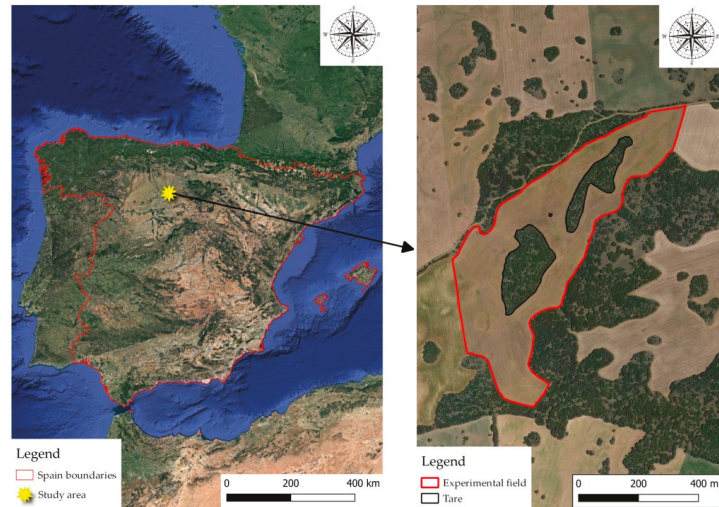 Legend
Spain boundaries
Study area
0
200
400 km
Legend
Experimental field
Tare
0
200
400 m